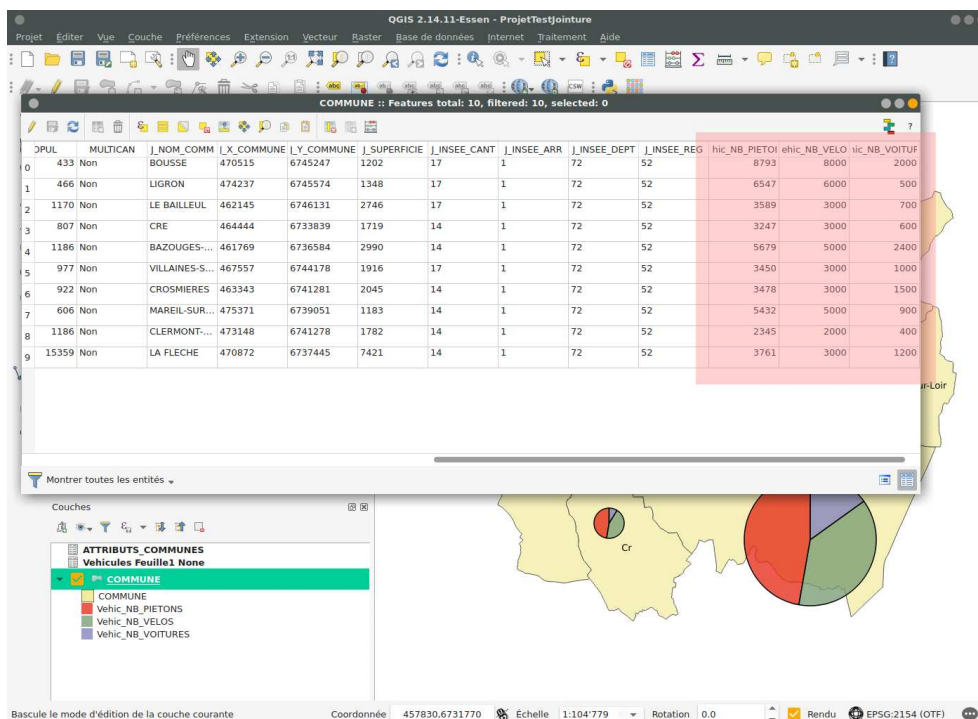 QGIS 2.14.11-Essen - ProjetTestJointure
Projet Éditer Vue Couche Préférences Extension Vecteur Raster Base de données Internet Traitement Aide
COMMUNE :: Features total: 10, filtered: 10, selected: 0
OPUL MULTICAN J_NOM_COMM J_X_COMMUNE J_Y_COMMUNE J_SUPERFICIE J_INSEE_CANT J_INSEE_ARR J_INSEE_DEPT J_INSEE_REG hic_NB_PIETOI ehic_NB_VELO hic_NB_VOITUF
0 433 Non BOUSSE 470515 6745247 1202 17 1 72 52 8793 8000 2000
1 466 Non LIGRON 474237 6745574 1348 17 1 72 52 6547 6000 500
2 1170 Non LE BAILLEUL 462145 6746131 2746 17 1 72 52 3589 3000 700
3 807 Non CRE 464444 6733839 1719 14 1 72 52 3247 3000 600
4 1186 Non BAZOUGES-... 461769 6736584 2990 14 1 72 52 5679 5000 2400
5 977 Non VILLAINES-S... 467557 6744178 1916 17 1 72 52 3450 3000 1000
6 922 Non CROSMIERES 463343 6741281 2045 14 1 72 52 3478 3000 1500
7 606 Non MAREIL-SUR... 475371 6739051 1183 14 1 72 52 5432 5000 900
8 1186 Non CLERMONT-... 473148 6741278 1782 14 1 72 52 2345 2000 400
9 15359 Non LA FLECHE 470872 6737445 7421 14 1 72 52 3761 3000 1200
ur-Loir
Montrer toutes les entités
Couches
ATTRIBUTS_COMMUNES
Vehicules Feuille1 None
COMMUNE
COMMUNE
Vehic_NB_PIETONS
Vehic_NB_VELOS
Vehic_NB_VOITURES
Cr
Bascule le mode d'édition de la couche courante Coordonnée 457830,6731770 Échelle 1:104'779 Rotation 0.0 Rendu EPSG:2154 (OTF)